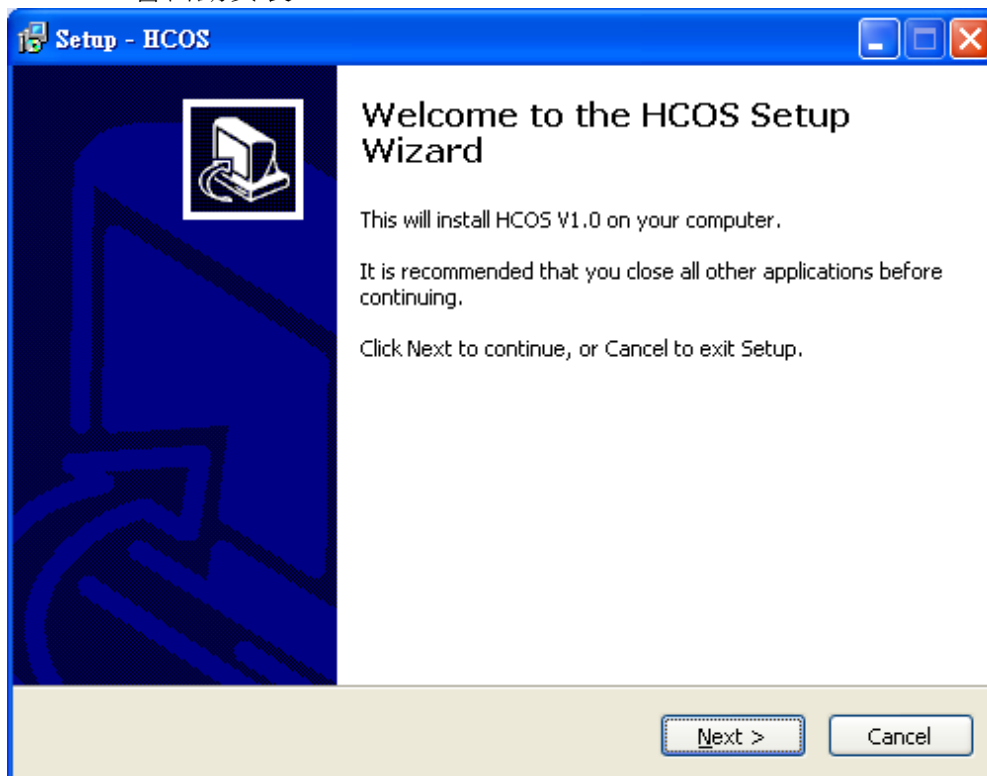 Setup - HCOS
Welcome to the HCOS Setup
Wizard
This will install HCOS V1.0 on your computer.
It is recommended that you close all other applications before
continuing.
Click Next to continue, or Cancel to exit Setup.
Next >
Cancel